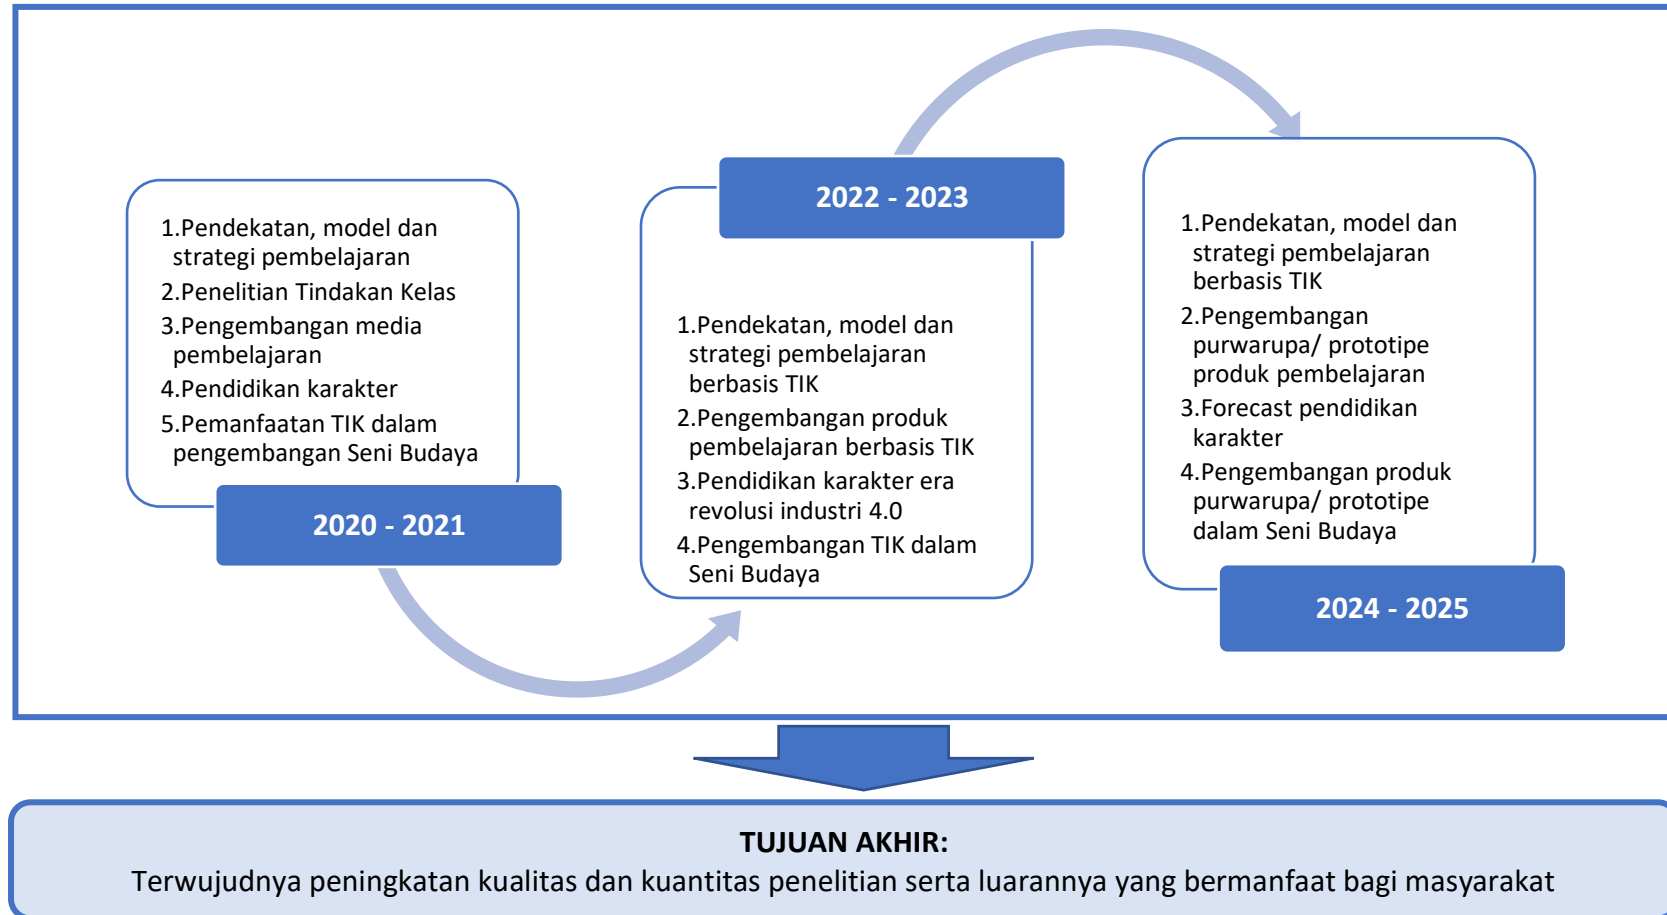 1.Pendekatan, model dan
strategi pembelajaran
2.Penelitian Tindakan Kelas
3.Pengembangan media
pembelajaran
4.Pendidikan karakter
5.Pemanfaatan TIK dalam
pengembangan Seni Budaya
2020 - 2021
2022 - 2023
1.Pendekatan, model dan
strategi pembelajaran
berbasis TIK
2.Pengembangan produk
pembelajaran berbasis TIK
3.Pendidikan karakter era
revolusi industri 4.0
4.Pengembangan TIK dalam
Seni Budaya
1.Pendekatan, model dan
strategi pembelajaran
berbasis TIK
2.Pengembangan
purwarupa/ prototipe
produk pembelajaran
3.Forecast pendidikan
karakter
4.Pengembangan produk
purwarupa/ prototipe
dalam Seni Budaya
2024 - 2025
TUJUAN AKHIR:
Terwujudnya peningkatan kualitas dan kuantitas penelitian serta luarannya yang bermanfaat bagi masyarakat